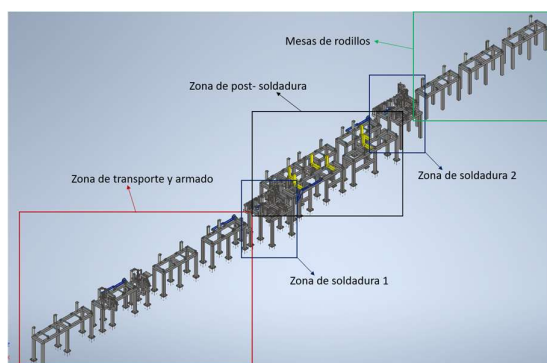 Mesas de rodillos
Zona de post- soldadura
Zona de transporte y armado
Zona de soldadura 2
Zona de soldadura 1